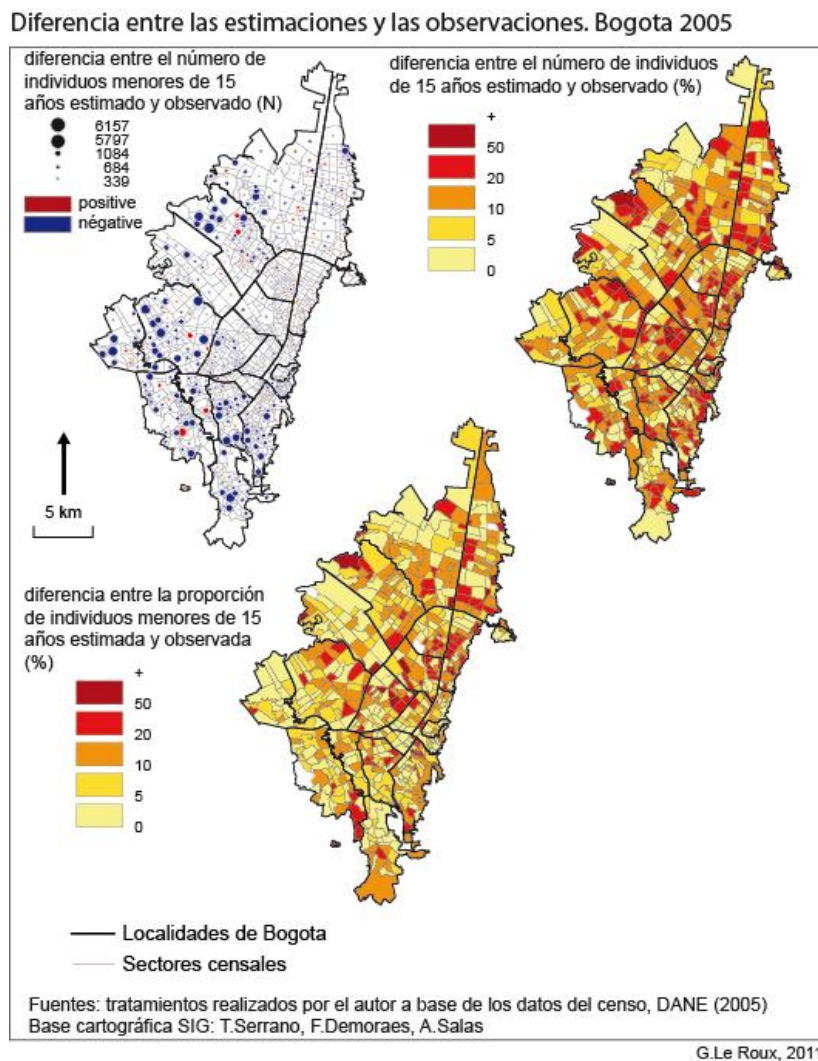 Diferencia entre las estimaciones y las observaciones. Bogota 2005
diferencia entre el número de
individuos menores de 15
años estimado y observado (N)
6157
5797
1084
684
339
positive
négative
diferencia entre el número de individuos
de 15 años estimado y observado (%)
+
50
20
10
5
0
5 km
diferencia entre la proporción
de individuos menores de 15
años estimada y observada
(%)
+
50
20
10
5
0
Localidades de Bogota
Sectores censales
Fuentes: tratamientos realizados por el autor a base de los datos del censo, DANE (2005)
Base cartográfica SIG: T.Serrano, F.Demoraes, A.Salas
G.Le Roux, 2011